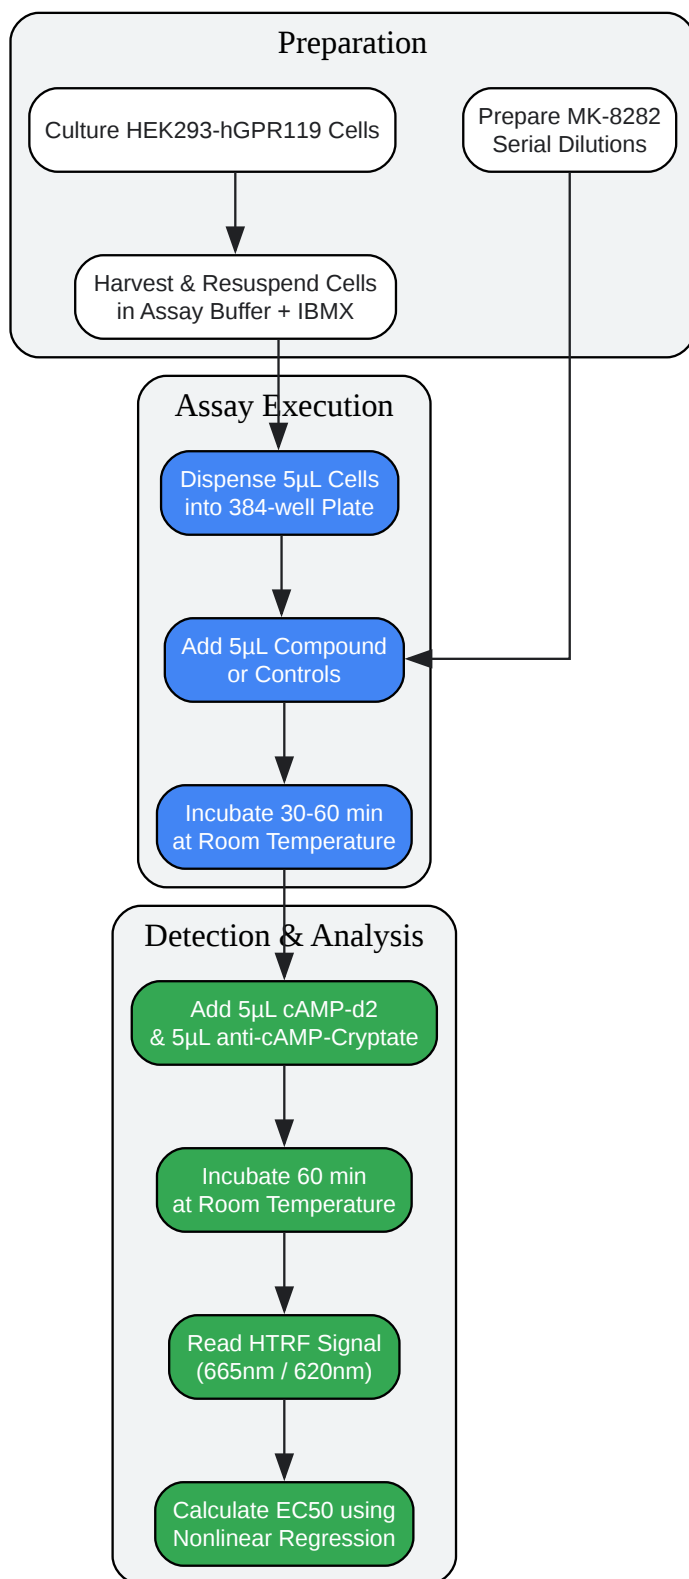 Preparation
Culture HEK293-hGPR119 Cells
Prepare MK-8282
Serial Dilutions
Harvest & Resuspend Cells
in Assay Buffer + IBMX
Assay Execution
Dispense 5µL Cells
into 384-well Plate
Add 5µL Compound
or Controls
Incubate 30-60 min
at Room Temperature
Detection & Analysis
Add 5µL cAMP-d2
& 5µL anti-cAMP-Cryptate
Incubate 60 min
at Room Temperature
Read HTRF Signal
(665nm / 620nm)
Calculate EC50 using
Nonlinear Regression